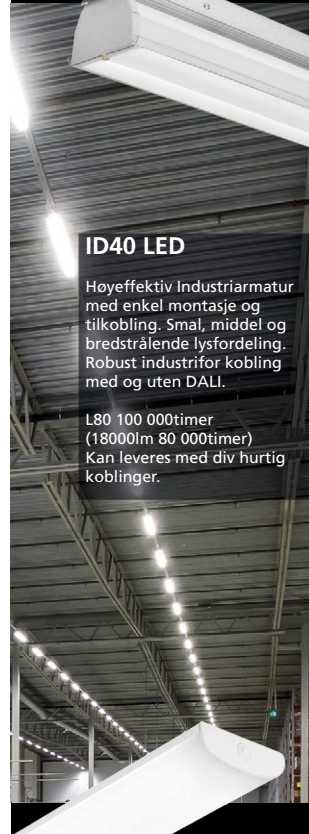 ID40 LED
Høyeffektiv Industriarmatur
med enkel montasje og
tilkobling. Smal, middel og
bredstrålende lysfordeling.
Robust industrifor kobling
med og uten DALI.
L80 100 000timer
(18000lm 80 000timer)
Kan leveres med div hurtig
koblinger.